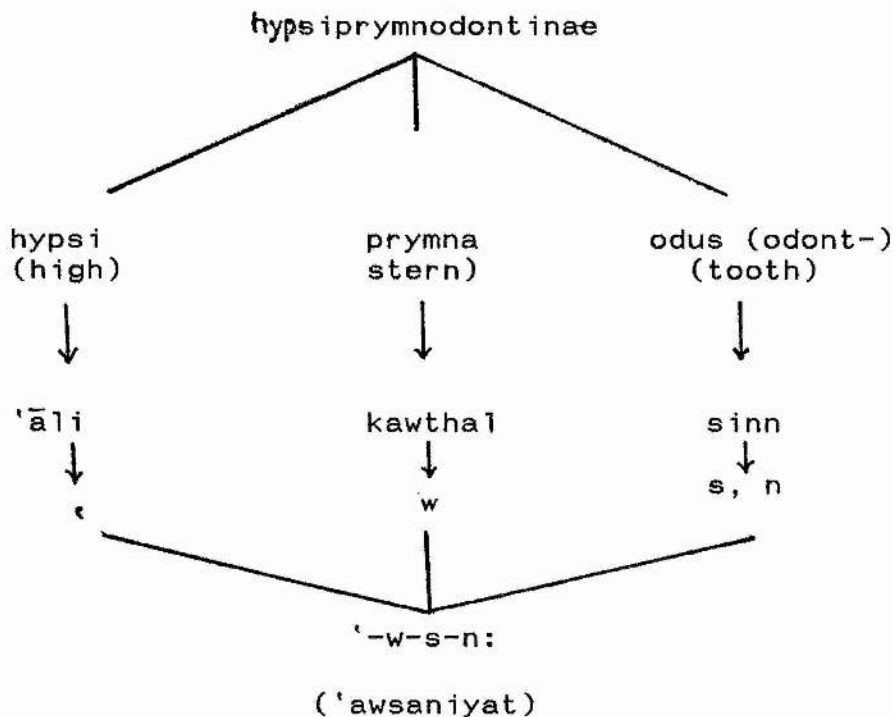 hypsiprymnodontinae
hypsi prymna odus (odont-)
(high) stern) (tooth)
‘āli kawthal sinn
‘ w s, n
‘-w-s-n:
(‘awsaniyat)